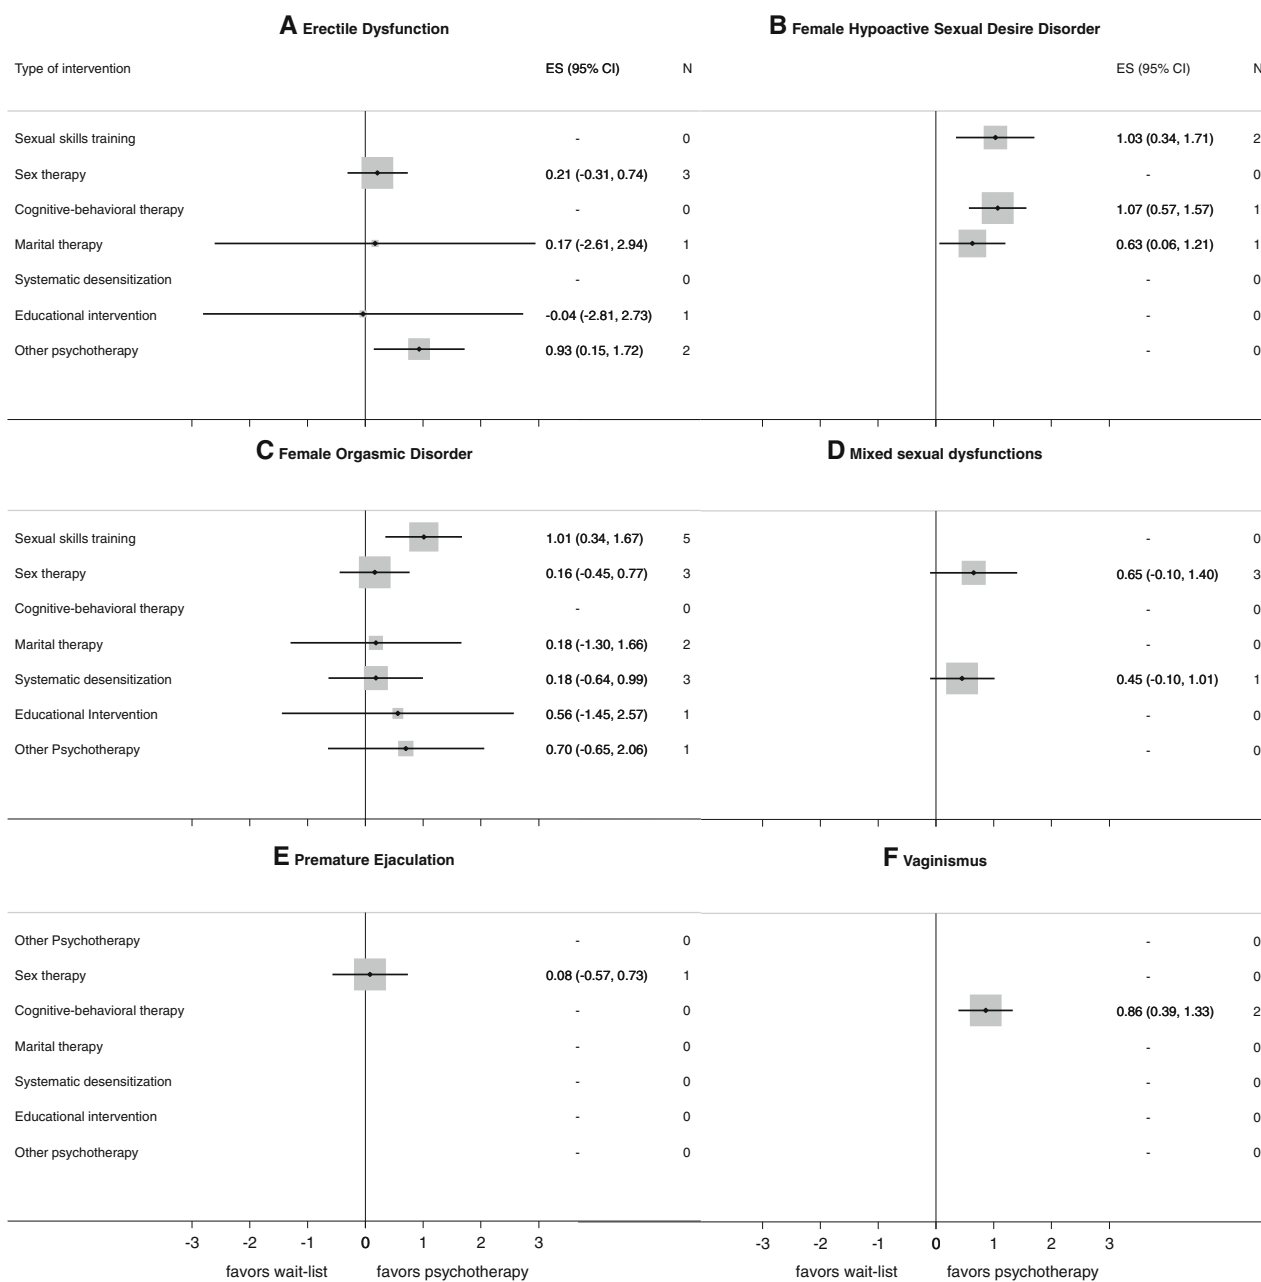 A Erectile Dysfunction
B Female Hypoactive Sexual Desire Disorder
Type of intervention ES (95% CI) N ES (95% CI) N
Sexual skills training - 0 1.03 (0.34, 1.71) 2
Sex therapy 0.21 (-0.31, 0.74) 3 - 0
Cognitive-behavioral therapy - 0 1.07 (0.57, 1.57) 1
Marital therapy 0.17 (-2.61, 2.94) 1 0.63 (0.06, 1.21) 1
Systematic desensitization - 0 - 0
Educational intervention -0.04 (-2.81, 2.73) 1 - 0
Other psychotherapy 0.93 (0.15, 1.72) 2 - 0
C Female Orgasmic Disorder
D Mixed sexual dysfunctions
Sexual skills training 1.01 (0.34, 1.67) 5 - 0
Sex therapy 0.16 (-0.45, 0.77) 3 0.65 (-0.10, 1.40) 3
Cognitive-behavioral therapy - 0 - 0
Marital therapy 0.18 (-1.30, 1.66) 2 - 0
Systematic desensitization 0.18 (-0.64, 0.99) 3 0.45 (-0.10, 1.01) 1
Educational Intervention 0.56 (-1.45, 2.57) 1 - 0
Other Psychotherapy 0.70 (-0.65, 2.06) 1 - 0
E Premature Ejaculation
F Vaginismus
Other Psychotherapy - 0 - 0
Sex therapy 0.08 (-0.57, 0.73) 1 - 0
Cognitive-behavioral therapy - 0 0.86 (0.39, 1.33) 2
Marital therapy - 0 - 0
Systematic desensitization - 0 - 0
Educational intervention - 0 - 0
Other psychotherapy - 0 - 0
-3 -2 -1 0 1 2 3 -3 -2 -1 0 1 2 3
favors wait-list favors psychotherapy favors wait-list favors psychotherapy